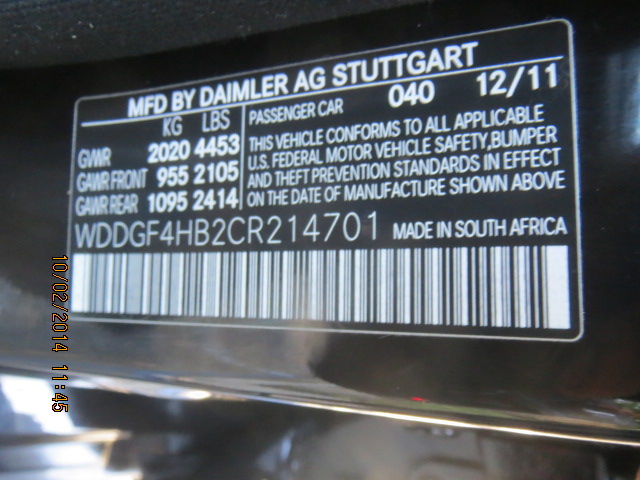 MFD BY DAIMLER AG STUTTGART
KG LBS
GVWR 2020 4453
GAWR FRONT 955 2105
GAWR REAR 1095 2414
PASSENGER CAR 040 12/11
THIS VEHICLE CONFORMS TO ALL APPLICABLE
U.S. FEDERAL MOTOR VEHICLE SAFETY,BUMPER
AND THEFT PREVENTION STANDARDS IN EFFECT
ON THE DATE OF MANUFACTURE SHOWN ABOVE
WDDGF4HB2CR214701 MADE IN SOUTH AFRICA
10/02/2014 11:45